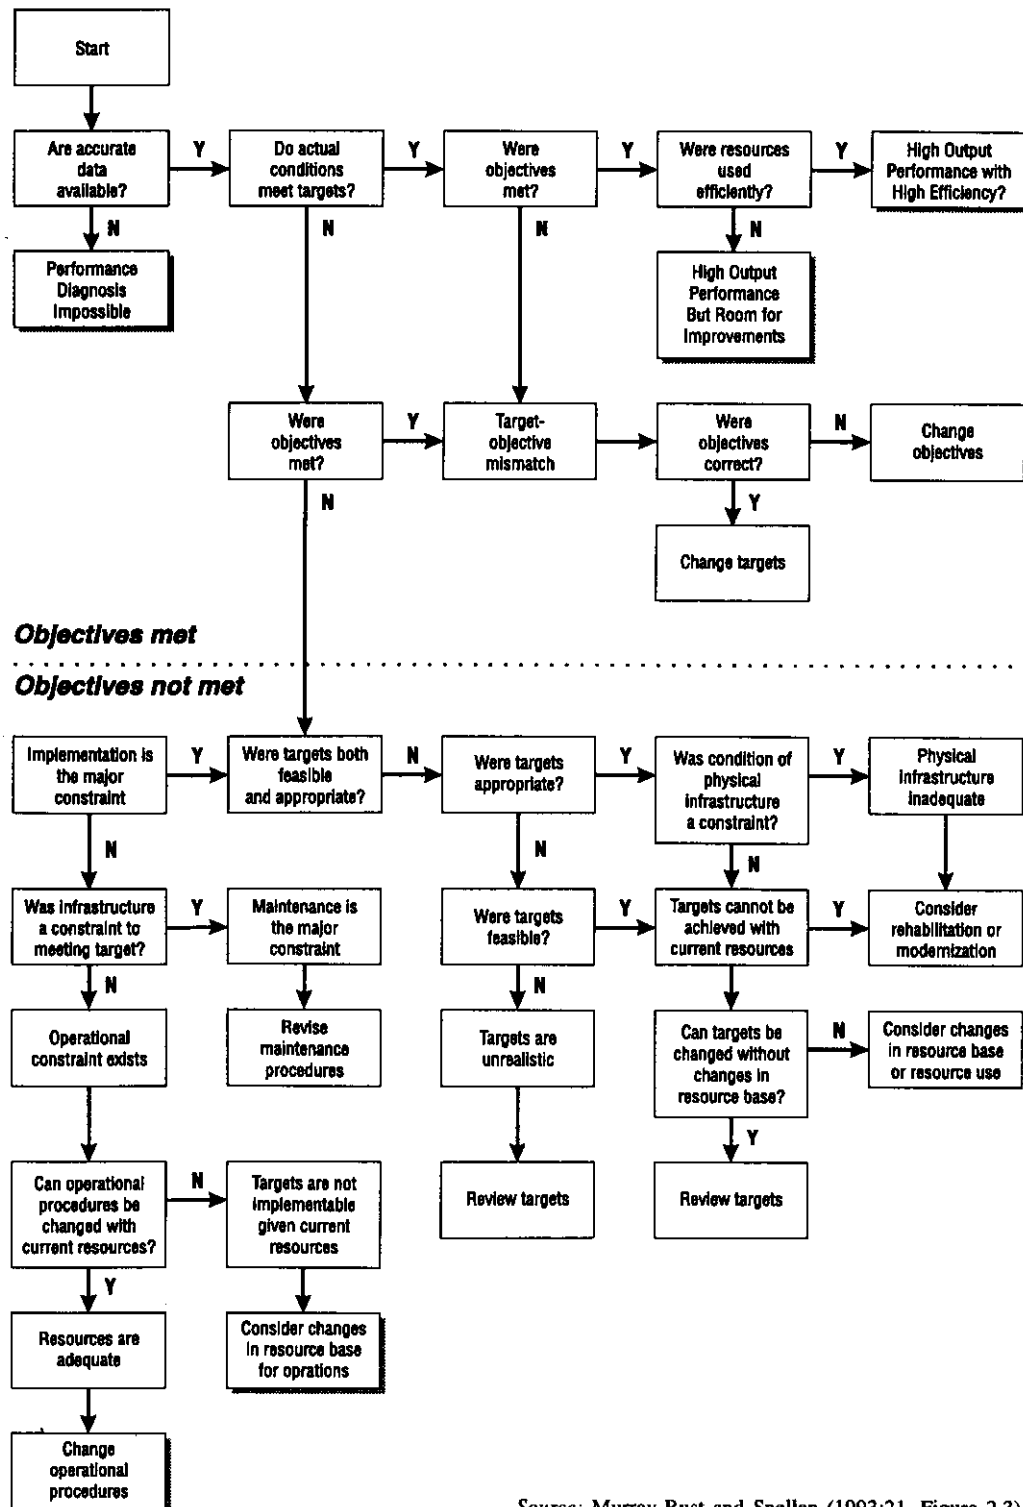 Start
Are accurate
data
available?
Y
Do actual
conditions
meet targets?
Y
Were
objectives
met?
Y
Were resources
used
efficiently?
Y
High Output
Performance with
High Efficiency?
N
N
N
N
Performance
Diagnosis
Impossible
High Output
Performance
But Room for
Improvements
Were
objectives
met?
Y
Target-
objective
mismatch
Were
objectives
correct?
N
Change
objectives
N
Y
Change targets
Objectives met
Objectives not met
Implementation is
the major
constraint
Y
Were targets both
feasible
and appropriate?
N
Were targets
appropriate?
Y
Was condition of
physical
infrastructure
a constraint?
Y
Physical
infrastructure
inadequate
N
N
N
Was infrastructure
a constraint to
meeting target?
Y
Maintenance is
the major
constraint
Were targets
feasible?
Y
Targets cannot be
achieved with
current resources
Y
Consider
rehabilitation or
modernization
N
N
Operational
constraint exists
Revise
maintenance
procedures
Targets are
unrealistic
Can targets be
changed without
changes in
resource base?
N
Consider changes
in resource base
or resource use
Y
Can operational
procedures be
changed with
current resources?
N
Targets are not
implementable
given current
resources
Review targets
Review targets
Y
Resources are
adequate
Consider changes
in resource base
for oprations
Change
operational
procedures